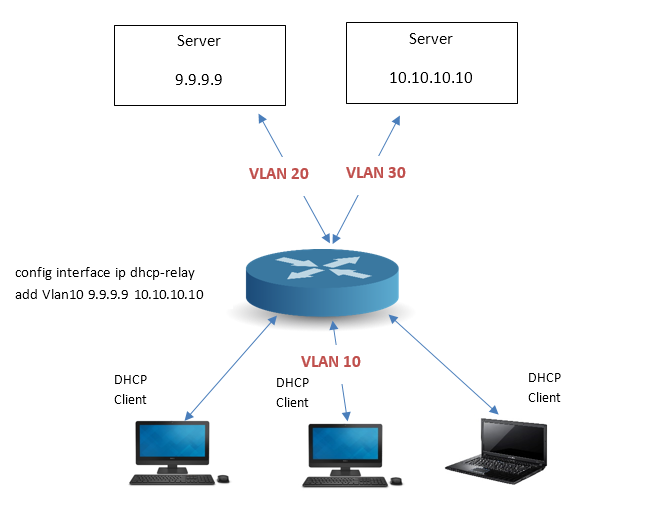 Server
9.9.9.9
Server
10.10.10.10
VLAN 20
VLAN 30
config interface ip dhcp-relay
add Vlan10 9.9.9.9 10.10.10.10
VLAN 10
DHCP
Client
DHCP
Client
DHCP
Client